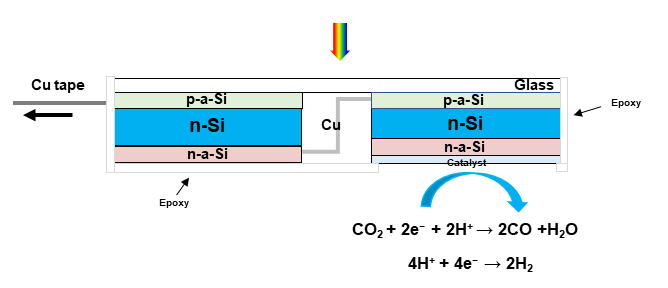 Glass
Cu tape
p-a-Si
p-a-Si
Epoxy
n-Si
Cu
n-Si
n-a-Si
n-a-Si
Catalyst
Epoxy
CO₂ + 2e⁻ + 2H⁺ → 2CO +H₂O
4H⁺ + 4e⁻ → 2H₂